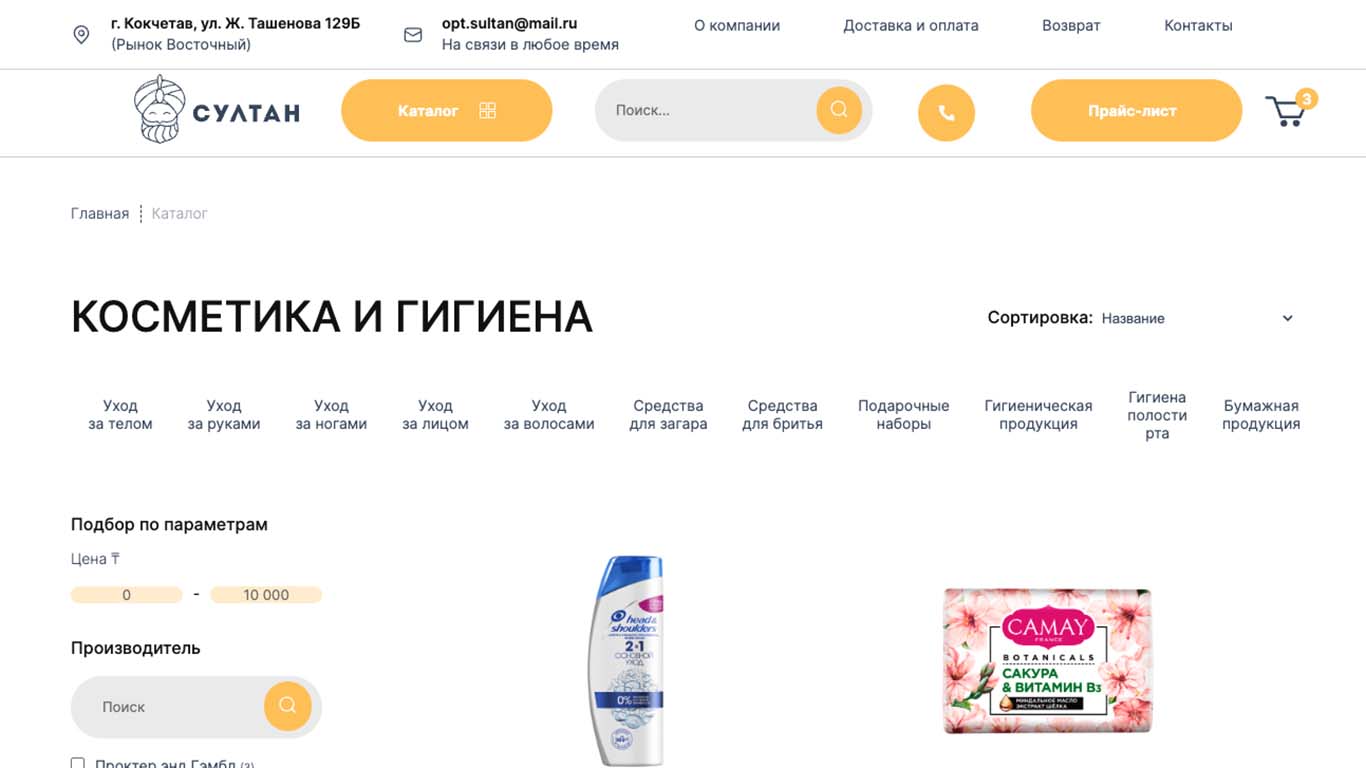 г. Кокчетав, ул. Ж. Ташенова 129Б
(Рынок Восточный)
opt.sultan@mail.ru
На связи в любое время
О компании
Доставка и оплата
Возврат
Контакты
СУЛТАН
Каталог
Поиск...
Прайс-лист
3
Главная
Каталог
КОСМЕТИКА И ГИГИЕНА
Сортировка: Название
Уход
за телом
Уход
за руками
Уход
за ногами
Уход
за лицом
Уход
за волосами
Средства
для загара
Средства
для бритья
Подарочные
наборы
Гигиеническая
продукция
Гигиена
полости
рта
Бумажная
продукция
Подбор по параметрам
Цена ₸
0 - 10 000
Производитель
Поиск
Проктер энд Гэмбл (3)
head &
shoulders
2в1
ОСНОВНОЙ
УХОД
0%
CAMAY
FRANCE
BOTANICALS
САКУРА
& ВИТАМИН B3
МИНДАЛЬНОЕ МАСЛО
ЭКСТРАКТ ШЁЛКА